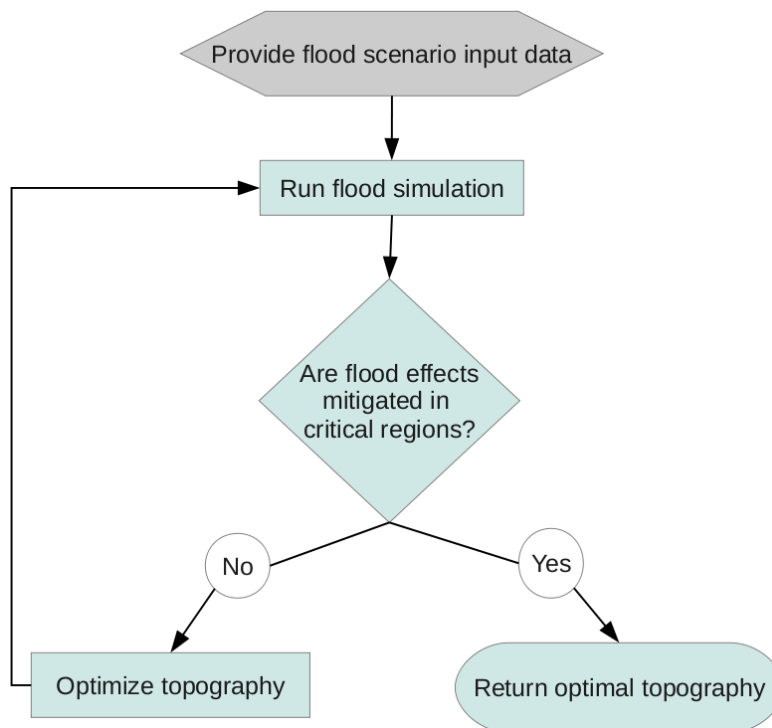 Provide flood scenario input data
Run flood simulation
Are flood effects
mitigated in
critical regions?
No
Yes
Optimize topography
Return optimal topography